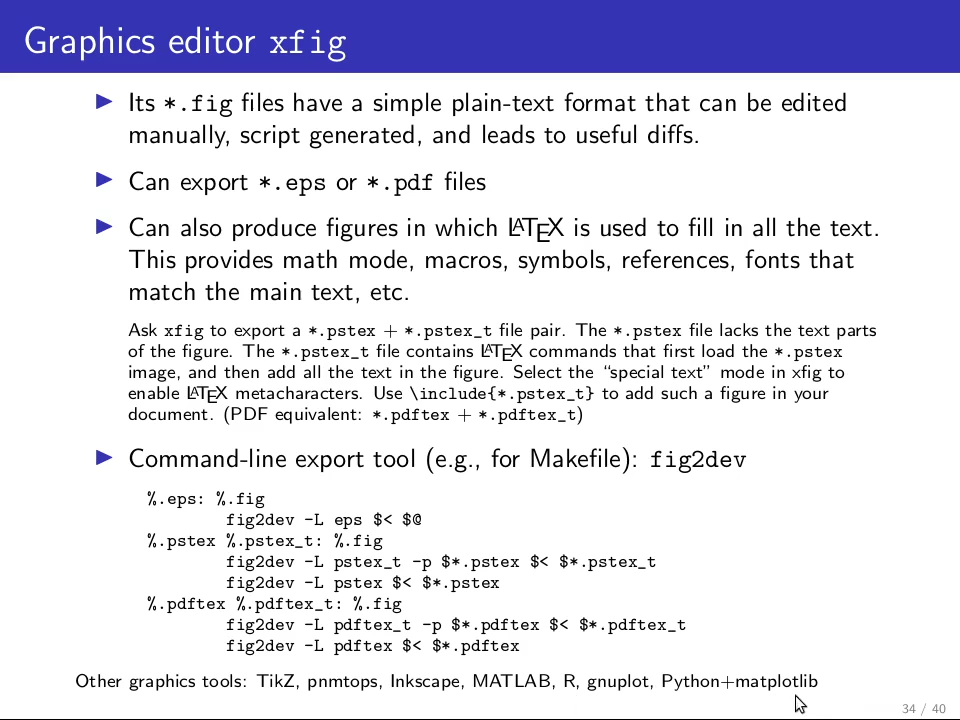 Graphics editor xfig
Its *.fig files have a simple plain-text format that can be edited
manually, script generated, and leads to useful diffs.
Can export *.eps or *.pdf files
Can also produce figures in which LATEX is used to fill in all the text.
This provides math mode, macros, symbols, references, fonts that
match the main text, etc.
Ask xfig to export a *.pstex + *.pstex_t file pair. The *.pstex file lacks the text parts
of the figure. The *.pstex_t file contains LATEX commands that first load the *.pstex
image, and then add all the text in the figure. Select the “special text” mode in xfig to
enable LATEX metacharacters. Use \include{*.pstex_t} to add such a figure in your
document. (PDF equivalent: *.pdftex + *.pdftex_t)
Command-line export tool (e.g., for Makefile): fig2dev
%.eps: %.fig
fig2dev -L eps $< $@
%.pstex %.pstex_t: %.fig
fig2dev -L pstex_t -p $*.pstex $< $*.pstex_t
fig2dev -L pstex $< $*.pstex
%.pdftex %.pdftex_t: %.fig
fig2dev -L pdftex_t -p $*.pdftex $< $*.pdftex_t
fig2dev -L pdftex $< $*.pdftex
Other graphics tools: TikZ, pnmtops, Inkscape, MATLAB, R, gnuplot, Python+matplotlib
34 / 40